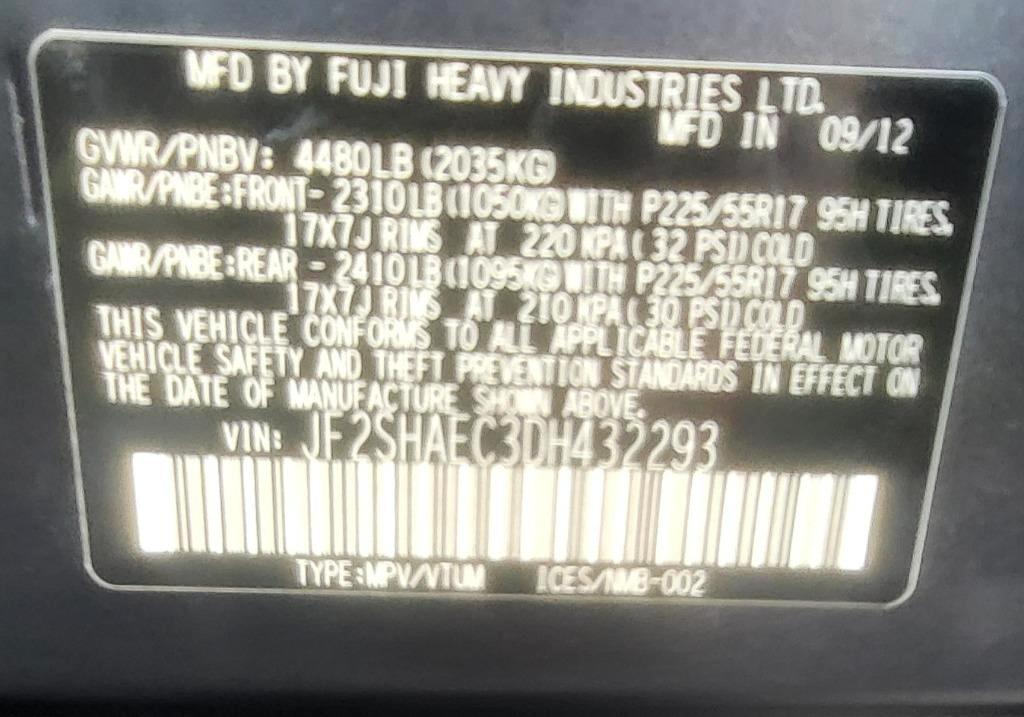 MFD BY FUJI HEAVY INDUSTRIES LTD.
MFD IN 09/12
GVWR/PNBV: 4480LB (2035KG)
GAWR/PNBE:FRONT- 2310LB(1050KG)WITH P225/55R17 95H TIRES.
17X7J RIMS AT 220 KPA( 32 PSI)COLD
GAWR/PNBE:REAR - 2410LB(1095KG)WITH P225/55R17 95H TIRES.
17X7J RIMS AT 210 KPA( 30 PSI)COLD
THIS VEHICLE CONFORMS TO ALL APPLICABLE FEDERAL MOTOR
VEHICLE SAFETY AND THEFT PREVENTION STANDARDS IN EFFECT ON
THE DATE OF MANUFACTURE SHOWN ABOVE.
VIN: JF2SHAEC3DH432293
TYPE:MPV/VTUM ICES/NMB-002